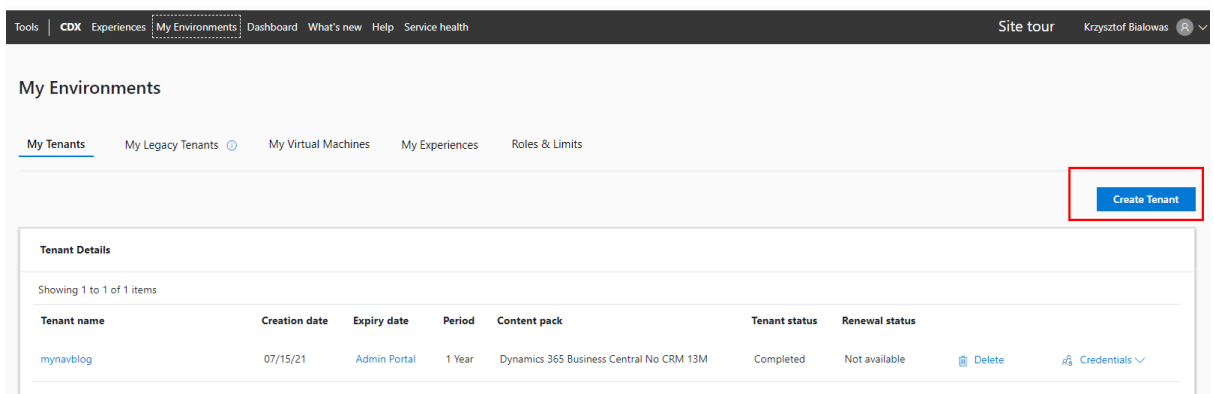 Tools CDX Experiences My Environments Dashboard What's new Help Service health Site tour Krzysztof Bialowas
My Environments
My Tenants My Legacy Tenants My Virtual Machines My Experiences Roles & Limits
Create Tenant
Tenant Details
Showing 1 to 1 of 1 items
Tenant name Creation date Expiry date Period Content pack Tenant status Renewal status
mynavblog 07/15/21 Admin Portal 1 Year Dynamics 365 Business Central No CRM 13M Completed Not available Delete Credentials